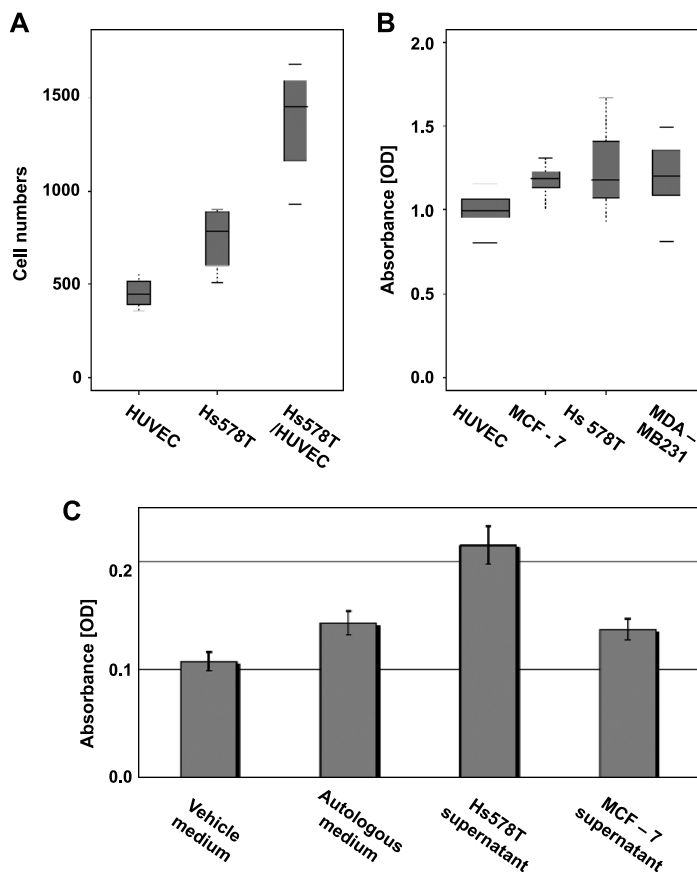 A
Cell numbers
1500
1000
500
0
HUVEC
Hs578T
Hs578T
/HUVEC
B
Absorbance [OD]
2.0
1.5
1.0
0.5
0.0
HUVEC
MCF - 7
Hs 578T
MDA –
MB231
C
Absorbance [OD]
0.2
0.1
0.0
Vehicle
medium
Autologous
medium
Hs578T
supernatant
MCF – 7
supernatant